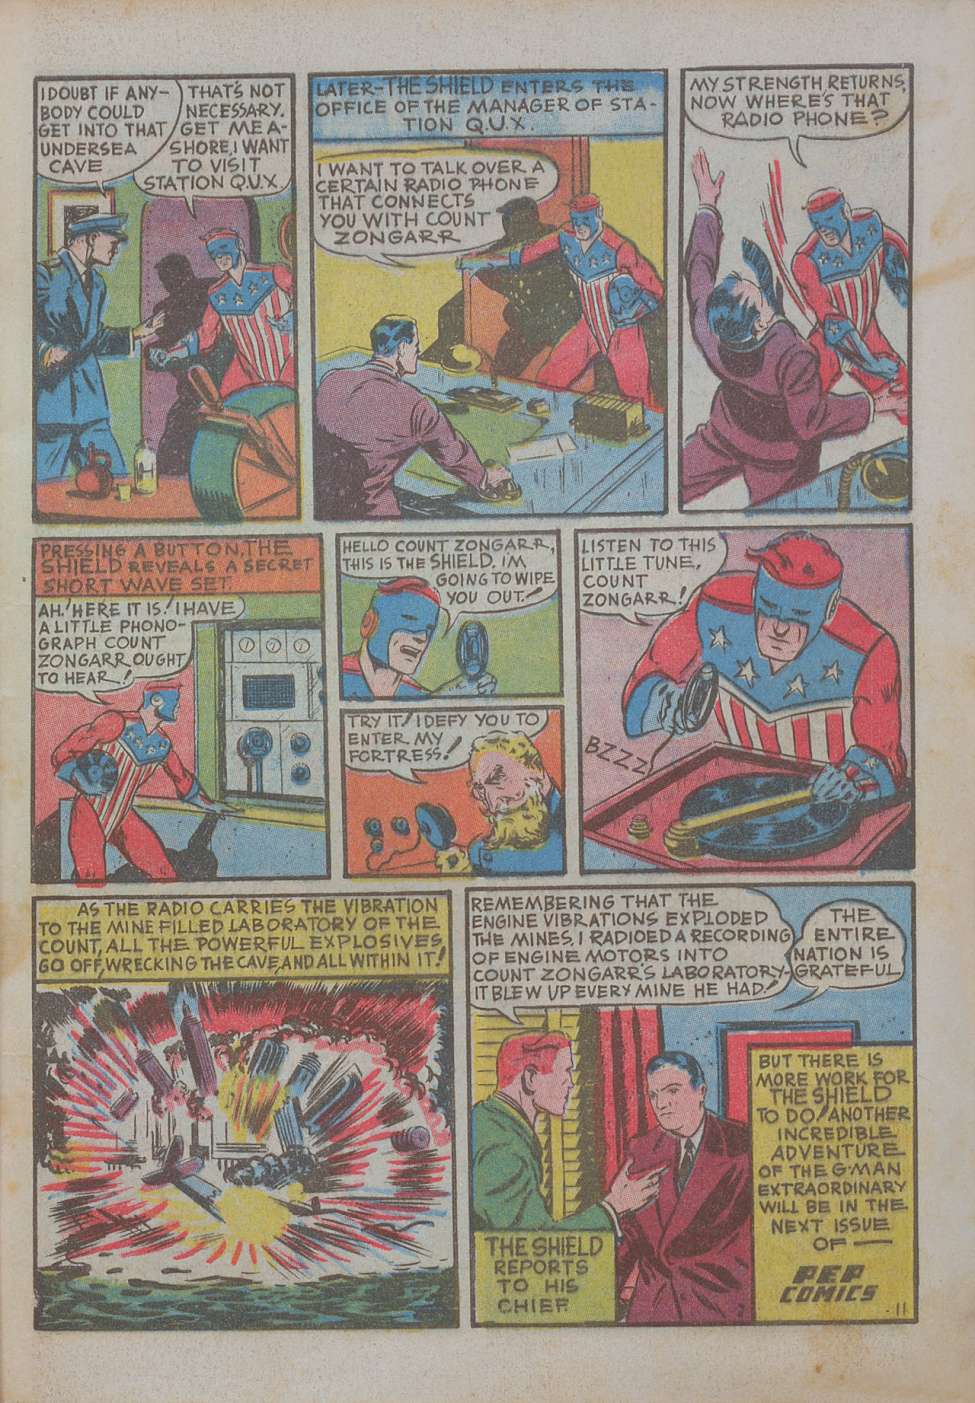 I DOUBT IF ANY-
BODY COULD
GET INTO THAT
UNDERSEA
CAVE
THAT'S NOT
NECESSARY.
GET ME A-
SHORE, I WANT
TO VISIT
STATION Q.U.X.
LATER-THE SHIELD ENTERS THE
OFFICE OF THE MANAGER OF STA-
TION Q.U.X.
I WANT TO TALK OVER A
CERTAIN RADIO PHONE
THAT CONNECTS
YOU WITH COUNT
ZONGARR
MY STRENGTH RETURNS,
NOW WHERE'S THAT
RADIO PHONE?
PRESSING A BUTTON, THE
SHIELD REVEALS A SECRET
SHORT WAVE SET.
AH! HERE IT IS! I HAVE
A LITTLE PHONO-
GRAPH COUNT
ZONGARR OUGHT
TO HEAR!
HELLO COUNT ZONGARR,
THIS IS THE SHIELD. I'M
GOING TO WIPE
YOU OUT!
TRY IT! I DEFY YOU TO
ENTER MY
FORTRESS!
LISTEN TO THIS
LITTLE TUNE,
COUNT
ZONGARR!
BZZZ
AS THE RADIO CARRIES THE VIBRATION
TO THE MINE FILLED LABORATORY OF THE
COUNT, ALL THE POWERFUL EXPLOSIVES
GO OFF, WRECKING THE CAVE, AND ALL WITHIN IT!
REMEMBERING THAT THE
ENGINE VIBRATIONS EXPLODED
THE MINES, I RADIOED A RECORDING
OF ENGINE MOTORS INTO
COUNT ZONGARR'S LABORATORY-
IT BLEW UP EVERY MINE HE HAD!
THE
ENTIRE
NATION IS
GRATEFUL
THE SHIELD
REPORTS
TO HIS
CHIEF
BUT THERE IS
MORE WORK FOR
THE SHIELD
TO DO! ANOTHER
INCREDIBLE
ADVENTURE
OF THE G-MAN
EXTRAORDINARY
WILL BE IN THE
NEXT ISSUE
OF —
PEP
COMICS
-11